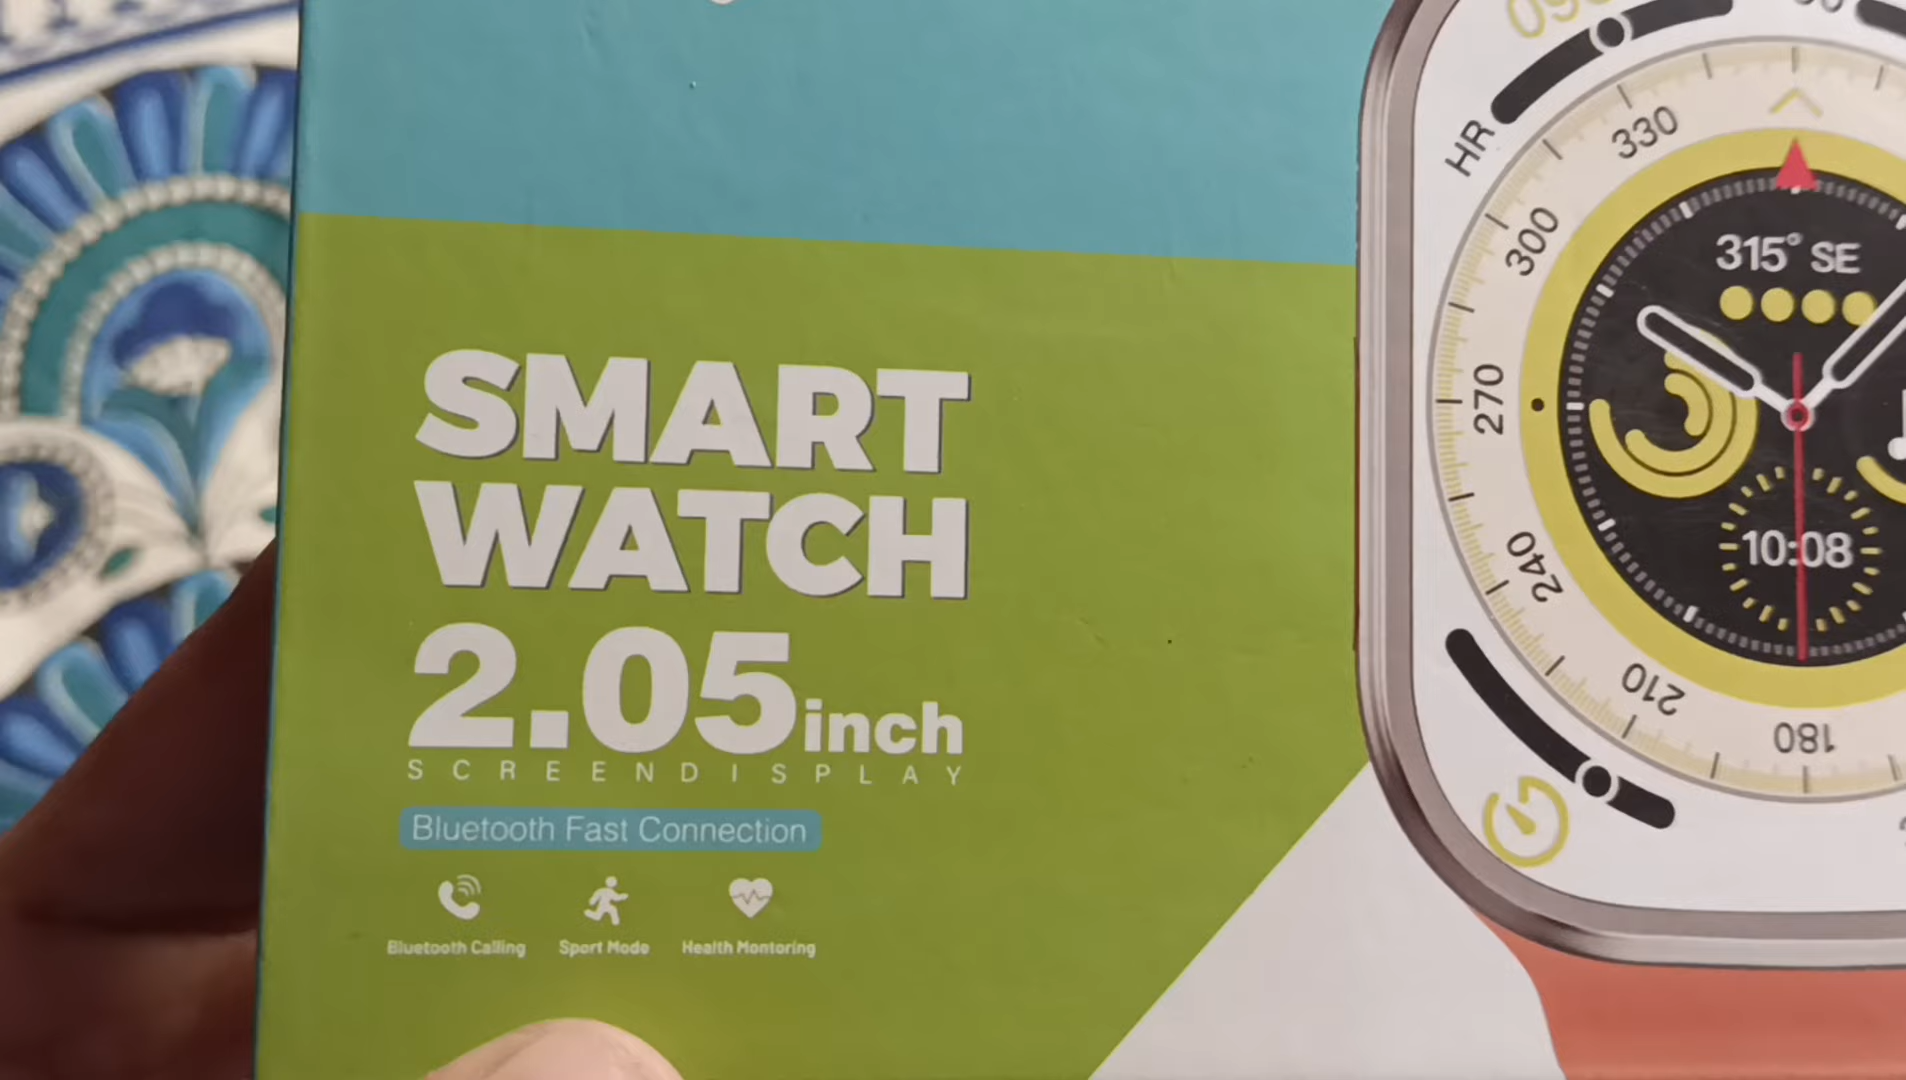 SMART
WATCH
2.05inch
SCREENDISPLAY
Bluetooth Fast Connection
Bluetooth Calling
Sport Mode
Health Montoring
HR
330
300
270
240
210
180
315° SE
10:08